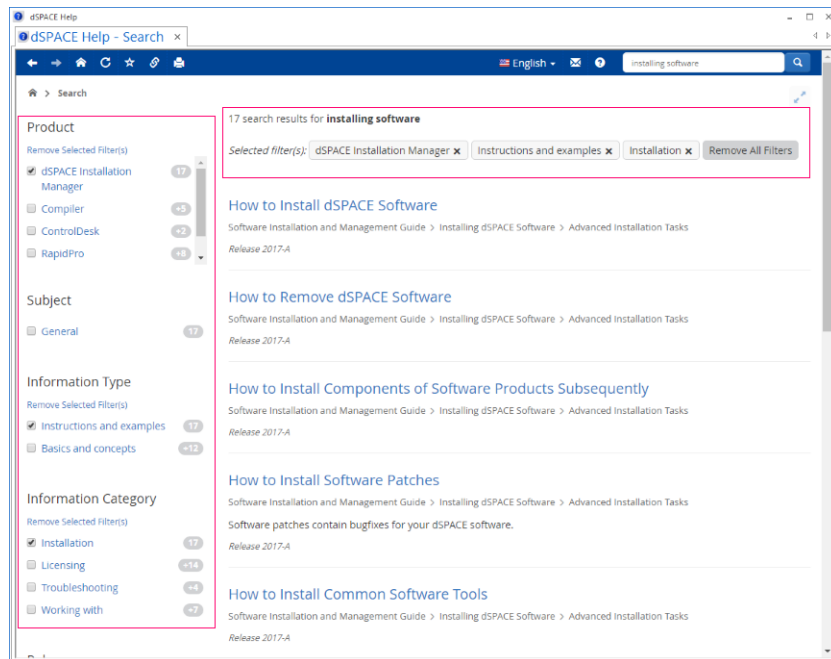 dSPACE Help
dSPACE Help - Search ×
English
installing software
> Search
Product
Remove Selected Filter(s)
dSPACE Installation 17
Manager
Compiler +5
ControlDesk +2
RapidPro +8
Subject
General 17
Information Type
Remove Selected Filter(s)
Instructions and examples 17
Basics and concepts +12
Information Category
Remove Selected Filter(s)
Installation 17
Licensing +14
Troubleshooting +4
Working with +7
17 search results for installing software
Selected filter(s): dSPACE Installation Manager × Instructions and examples × Installation × Remove All Filters
How to Install dSPACE Software
Software Installation and Management Guide > Installing dSPACE Software > Advanced Installation Tasks
Release 2017-A
How to Remove dSPACE Software
Software Installation and Management Guide > Installing dSPACE Software > Advanced Installation Tasks
Release 2017-A
How to Install Components of Software Products Subsequently
Software Installation and Management Guide > Installing dSPACE Software > Advanced Installation Tasks
Release 2017-A
How to Install Software Patches
Software Installation and Management Guide > Installing dSPACE Software > Advanced Installation Tasks
Software patches contain bugfixes for your dSPACE software.
Release 2017-A
How to Install Common Software Tools
Software Installation and Management Guide > Installing dSPACE Software > Advanced Installation Tasks
Release 2017-A